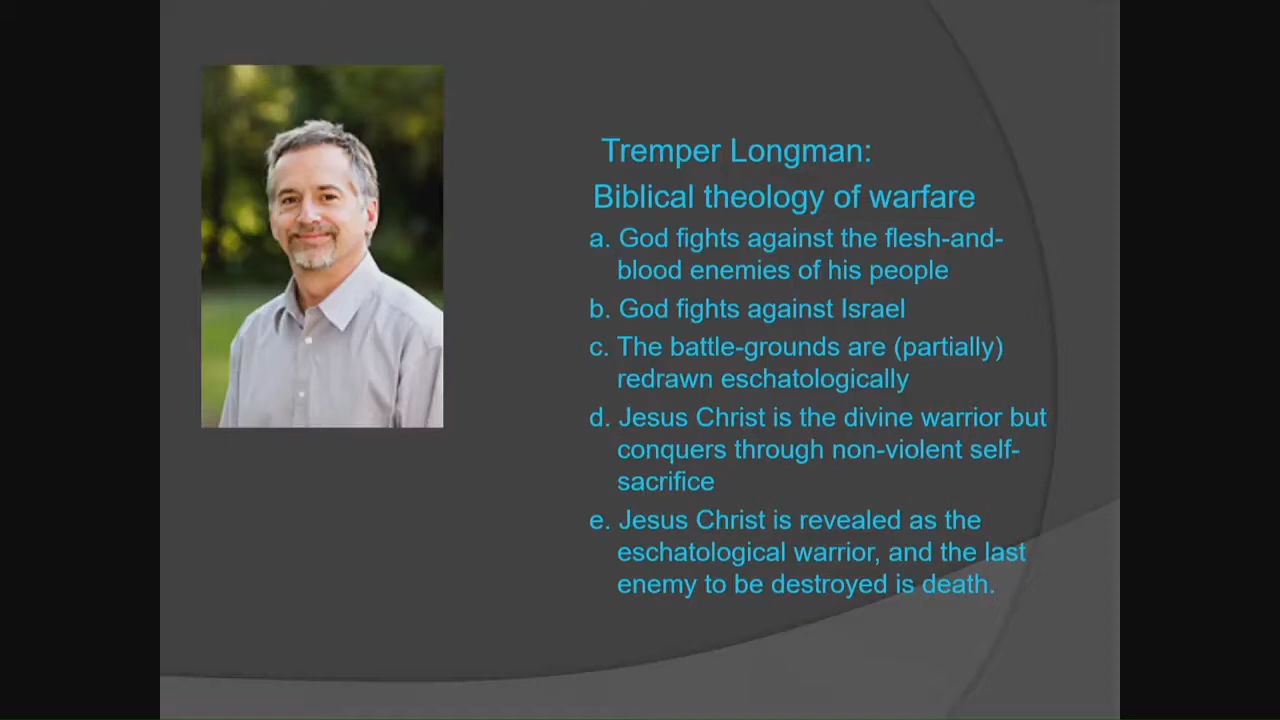 Tremper Longman:
Biblical theology of warfare
a. God fights against the flesh-and-
blood enemies of his people
b. God fights against Israel
c. The battle-grounds are (partially)
redrawn eschatologically
d. Jesus Christ is the divine warrior but
conquers through non-violent self-
sacrifice
e. Jesus Christ is revealed as the
eschatological warrior, and the last
enemy to be destroyed is death.